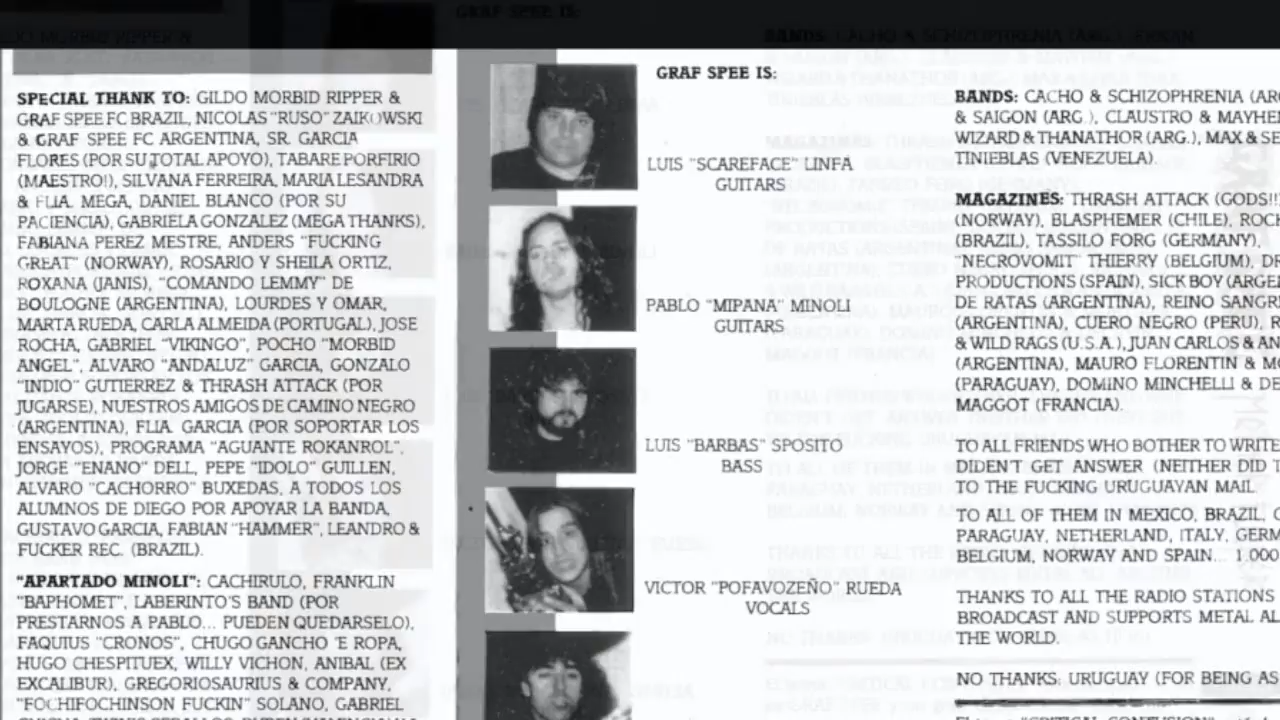 SPECIAL THANK TO: GILDO MORBID RIPPER &
GRAF SPEE FC BRAZIL, NICOLAS "RUSO" ZAIKOWSKI
& GRAF SPEE FC ARGENTINA, SR. GARCIA
FLORES (POR SU TOTAL APOYO), TABARE PORFIRIO
(MAESTRO!), SILVANA FERREIRA, MARIA LESANDRA
& FLIA. MEGA, DANIEL BLANCO (POR SU
PACIENCIA), GABRIELA GONZALEZ (MEGA THANKS),
FABIANA PEREZ MESTRE, ANDERS "FUCKING
GREAT" (NORWAY), ROSARIO Y SHEILA ORTIZ,
ROXANA (JANIS), "COMANDO LEMMY" DE
BOULOGNE (ARGENTINA), LOURDES Y OMAR,
MARTA RUEDA, CARLA ALMEIDA (PORTUGAL), JOSE
ROCHA, GABRIEL "VIKINGO", POCHO "MORBID
ANGEL", ALVARO "ANDALUZ" GARCIA, GONZALO
"INDIO" GUTIERREZ & THRASH ATTACK (POR
JUGARSE), NUESTROS AMIGOS DE CAMINO NEGRO
(ARGENTINA), FLIA. GARCIA (POR SOPORTAR LOS
ENSAYOS), PROGRAMA "AGUANTE ROKANROL",
JORGE "ENANO" DELL, PEPE "IDOLO" GUILLEN,
ALVARO "CACHORRO" BUXEDAS, A TODOS LOS
ALUMNOS DE DIEGO POR APOYAR LA BANDA,
GUSTAVO GARCIA, FABIAN "HAMMER", LEANDRO &
FUCKER REC. (BRAZIL).
"APARTADO MINOLI": CACHIRULO, FRANKLIN
"BAPHOMET", LABERINTO'S BAND (POR
PRESTARNOS A PABLO... PUEDEN QUEDARSELO),
FAQUIUS "CRONOS", CHUGO GANCHO 'E ROPA,
HUGO CHESPITUEX, WILLY VICHON, ANIBAL (EX
EXCALIBUR), GREGORIOSAURIUS & COMPANY,
"FOCHIFOCHINSON FUCKIN" SOLANO, GABRIEL
GRAF SPEE IS:
LUIS "SCAREFACE" LINFA
GUITARS
PABLO "MIPANA" MINOLI
GUITARS
LUIS "BARBAS" SPOSITO
BASS
VICTOR "POFAVOZEÑO" RUEDA
VOCALS
BANDS: CACHO & SCHIZOPHRENIA (AR
& SAIGON (ARG.), CLAUSTRO & MAYHE
WIZARD & THANATHOR (ARG.), MAX & SE
TINIEBLAS (VENEZUELA).
MAGAZINES: THRASH ATTACK (GODS!!
(NORWAY), BLASPHEMER (CHILE), ROC
(BRAZIL), TASSILO FORG (GERMANY),
"NECROVOMIT" THIERRY (BELGIUM), DR
PRODUCTIONS (SPAIN), SICK BOY (ARGE
DE RATAS (ARGENTINA), REINO SANGR
(ARGENTINA), CUERO NEGRO (PERU), R
& WILD RAGS (U.S.A.), JUAN CARLOS & AN
(ARGENTINA), MAURO FLORENTIN & MO
(PARAGUAY), DOMINO MINCHELLI & DE
MAGGOT (FRANCIA).
TO ALL FRIENDS WHO BOTHER TO WRITE
DIDEN'T GET ANSWER (NEITHER DID
TO THE FUCKING URUGUAYAN MAIL.
TO ALL OF THEM IN MEXICO, BRAZIL, C
PARAGUAY, NETHERLAND, ITALY, GERM
BELGIUM, NORWAY AND SPAIN... 1.000
THANKS TO ALL THE RADIO STATIONS
BROADCAST AND SUPPORTS METAL AL
THE WORLD.
NO THANKS: URUGUAY (FOR BEING AS